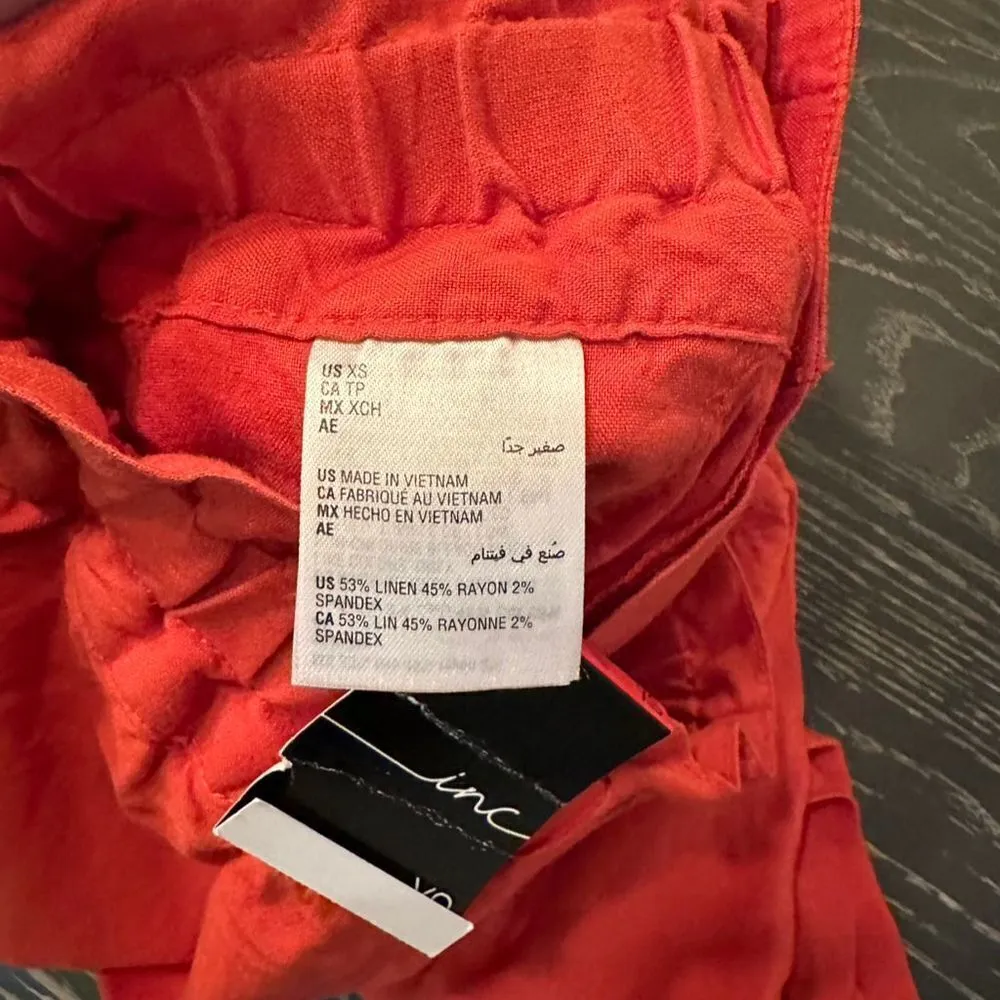 US XS
CA TP
MX XCH
AE
صغير جدًا
US MADE IN VIETNAM
CA FABRIQUÉ AU VIETNAM
MX HECHO EN VIETNAM
AE
صُنع في فيتنام
US 53% LINEN 45% RAYON 2%
SPANDEX
CA 53% LIN 45% RAYONNE 2%
SPANDEX
inc